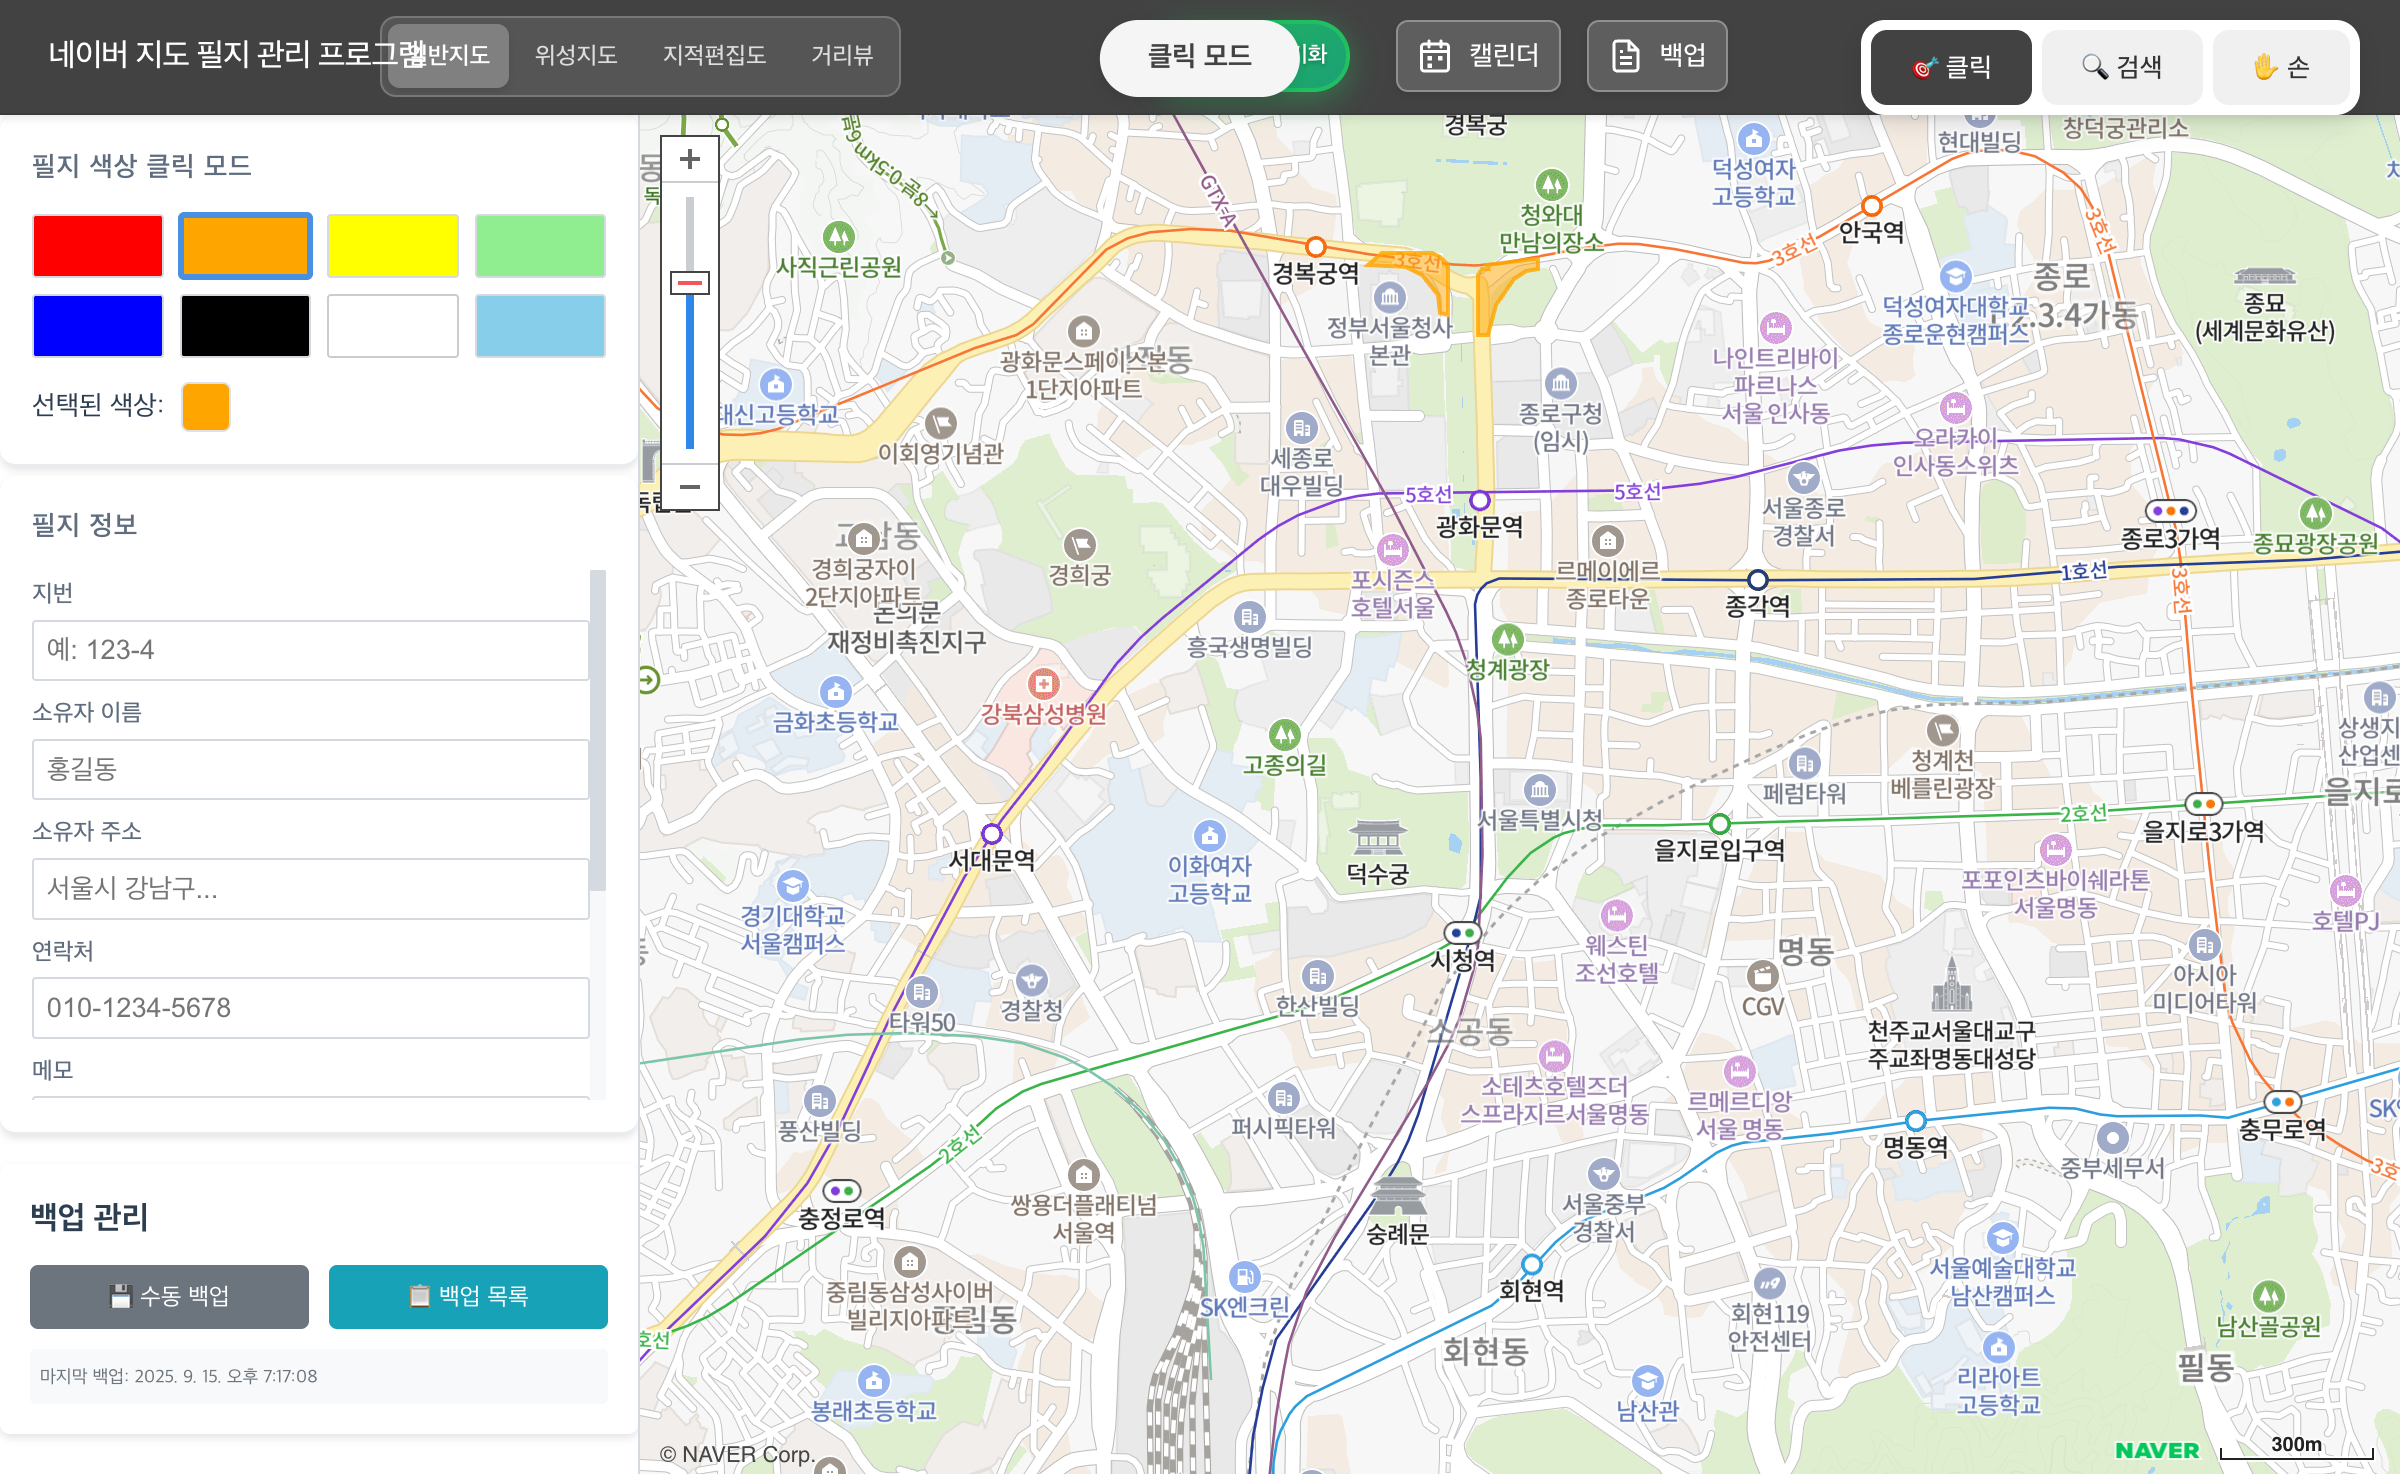 네이버 지도 필지 관리 프로그램
일반지도
위성지도
지적편집도
거리뷰
클릭 모드
화
캘린더
백업
🎯 클릭
🔍 검색
✋ 손
필지 색상 클릭 모드
선택된 색상:
필지 정보
지번
예: 123-4
소유자 이름
홍길동
소유자 주소
서울시 강남구...
연락처
010-1234-5678
메모
백업 관리
💾 수동 백업
📋 백업 목록
마지막 백업: 2025. 9. 15. 오후 7:17:08
+
−
경복궁
8곰→
0.5km
GTX-A
사직근린공원
경복궁역
3호선
청와대
만남의장소
덕성여자
고등학교
현대빌딩
창덕궁관리소
안국역
3호선
3호선
종로
1.2.3.4가동
덕성여자대학교
종로운현캠퍼스
종묘
(세계문화유산)
정부서울청사
본관
광화문스페이스본
1단지아파트
대신고등학교
이회영기념관
세종로
대우빌딩
종로구청
(임시)
나인트리바이
파르나스
서울 인사동
오라카이
인사동스위츠
서울종로
경찰서
5호선
5호선
광화문역
종로3가역
종묘광장공원
경희궁자이
2단지아파트
경희궁
돈의문
재정비촉진지구
포시즌스
호텔서울
르메이에르
종로타운
종각역
1호선
3호선
흥국생명빌딩
청계광장
금화초등학교
강북삼성병원
고종의길
서울특별시청
페럼타워
청계천
베를린광장
상생지
산업센
을지로
2호선
을지로3가역
을지로입구역
서대문역
이화여자
고등학교
덕수궁
경기대학교
서울캠퍼스
포포인츠바이쉐라톤
서울명동
호텔PJ
시청역
웨스틴
조선호텔
명동
CGV
아시아
미디어타워
타워50
경찰청
한산빌딩
소공동
천주교서울대교구
주교좌명동대성당
소테츠호텔즈더
스프라지르서울명동
르메르디앙
서울 명동
퍼시픽타워
풍산빌딩
2호선
명동역
충무로역
중부세무서
충정로역
쌍용더플래티넘
서울역
숭례문
서울중부
경찰서
회현역
서울예술대학교
남산캠퍼스
중림동삼성사이버
빌리지아파트
중림동
SK엔크린
회현119
안전센터
남산골공원
회현동
필동
리라아트
고등학교
봉래초등학교
남산관
호선
© NAVER Corp.
NAVER
300m